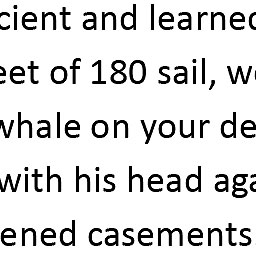 cient and learned
eet of 180 sail, w
whale on your de
with his head aga
ened casements